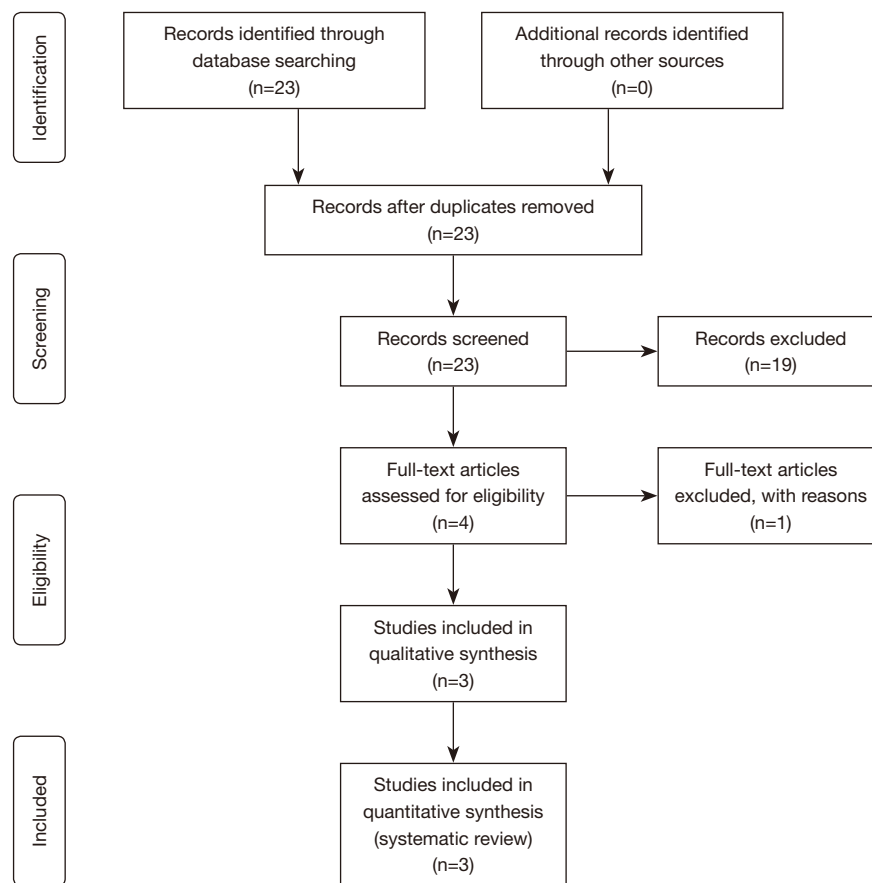 Identification
Records identified through
database searching
(n=23)
Additional records identified
through other sources
(n=0)
Records after duplicates removed
(n=23)
Screening
Records screened
(n=23)
Records excluded
(n=19)
Eligibility
Full-text articles
assessed for eligibility
(n=4)
Full-text articles
excluded, with reasons
(n=1)
Studies included in
qualitative synthesis
(n=3)
Included
Studies included in
quantitative synthesis
(systematic review)
(n=3)